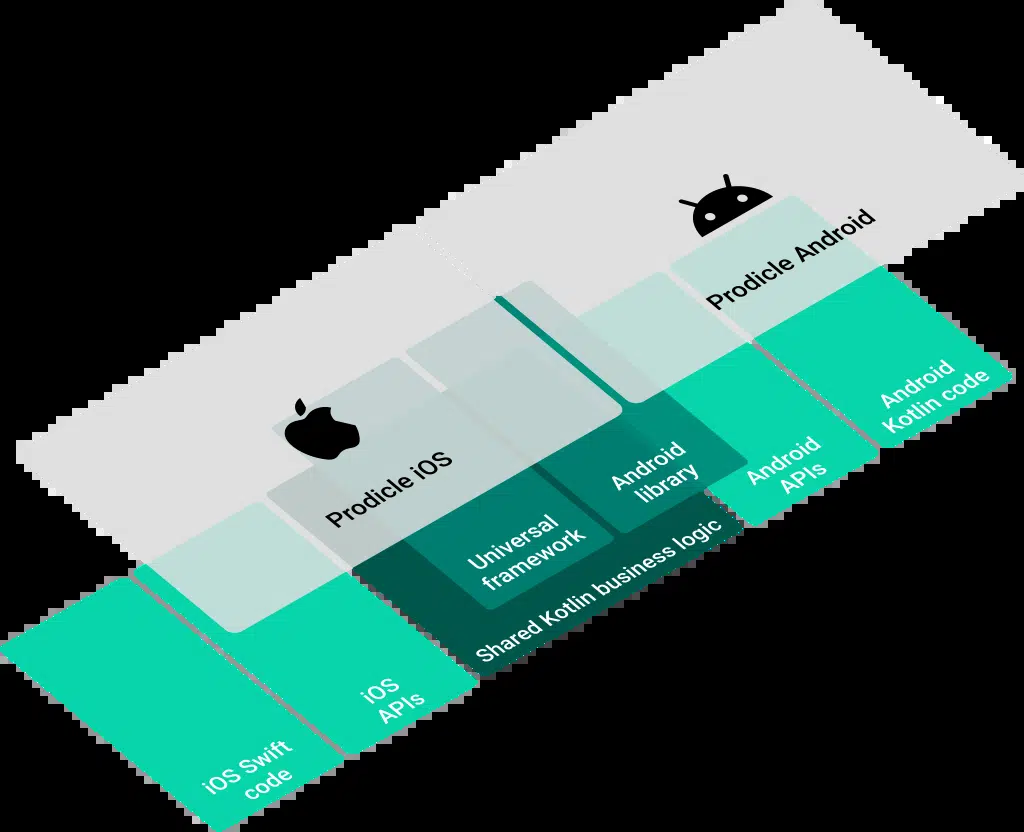 Prodicle Android
Prodicle iOS
Android
Kotlin code
Android
APIs
Android
library
Universal
framework
Shared Kotlin business logic
iOS
APIs
iOS Swift
code